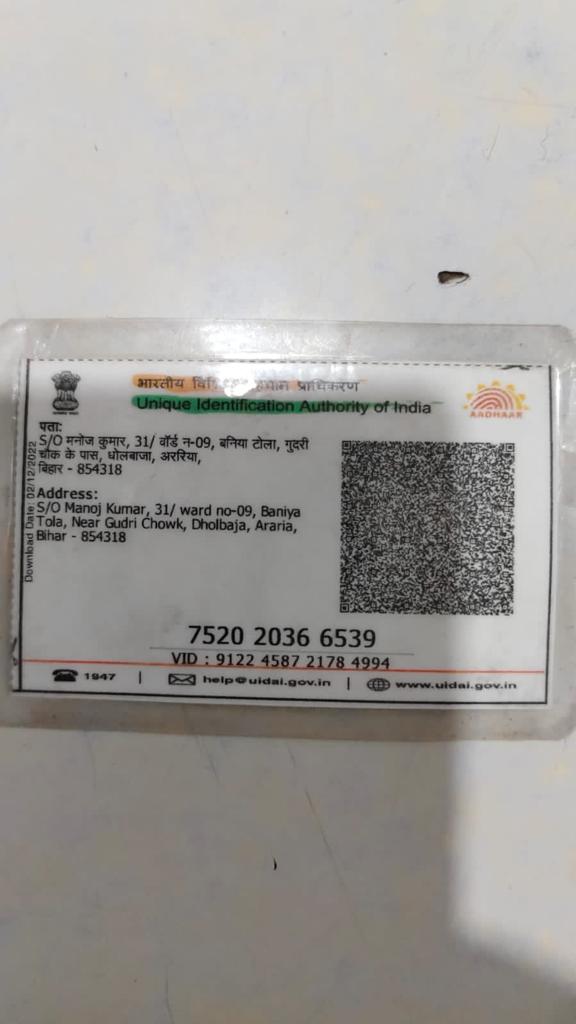 भारतीय प्राधिकरण
Unique Identification Authority of India
AADHAAR
पता:
S/O मनोज कुमार, 31/ वॉर्ड न-09, बनिया टोला, गुदरी
चौक के पास, धोलबाजा, अररिया,
बिहार - 854318
Address:
S/O Manoj Kumar, 31/ ward no-09, Baniya
Tola, Near Gudri Chowk, Dholbaja, Araria,
Bihar - 854318
Download Date: 02/12/2022
7520 2036 6539
VID : 9122 4587 2178 4994
1947 | help@uidai.gov.in | www.uidai.gov.in